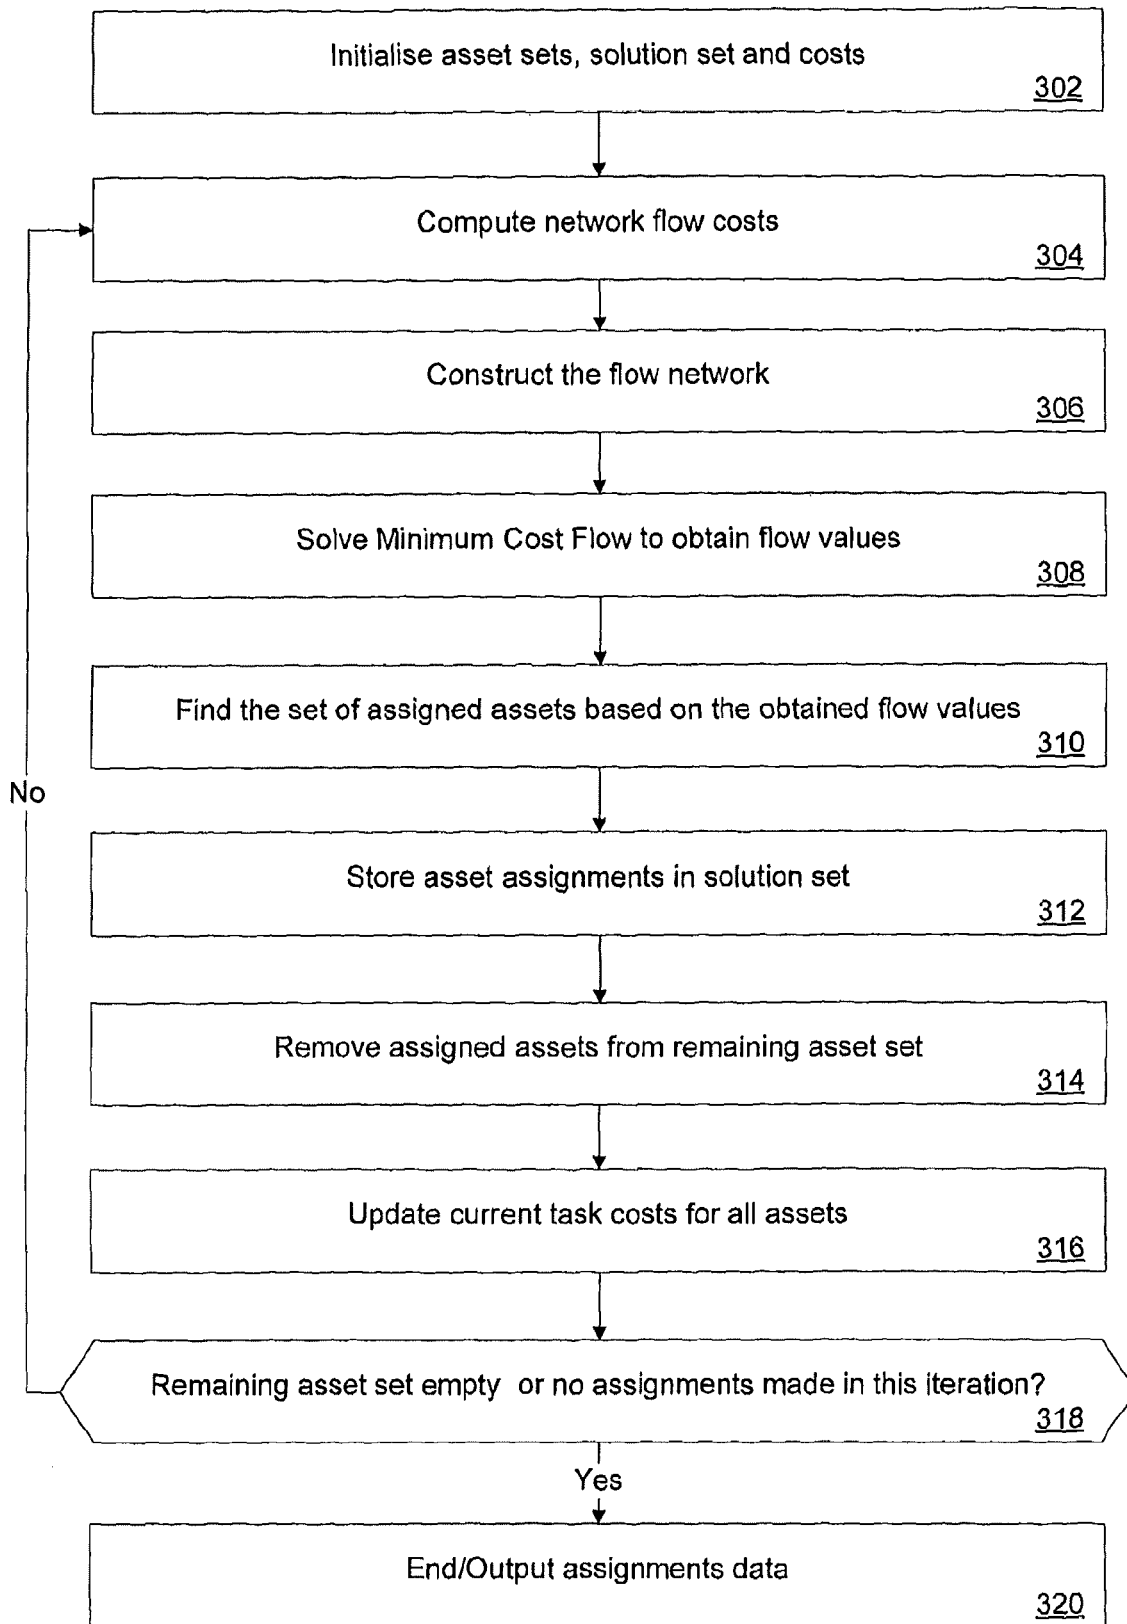 Initialise asset sets, solution set and costs
302
Compute network flow costs
304
Construct the flow network
306
Solve Minimum Cost Flow to obtain flow values
308
Find the set of assigned assets based on the obtained flow values
310
No
Store asset assignments in solution set
312
Remove assigned assets from remaining asset set
314
Update current task costs for all assets
316
Remaining asset set empty or no assignments made in this iteration?
318
Yes
End/Output assignments data
320